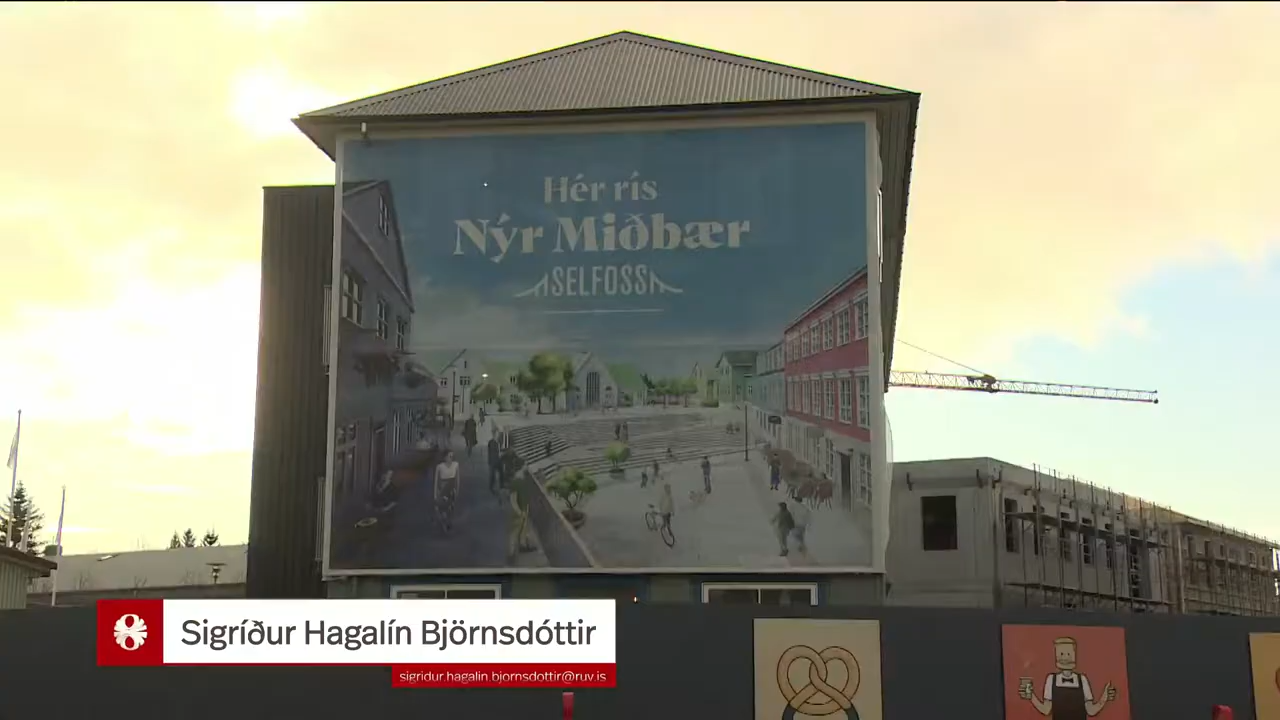 Hér rís
Nýr Miðbær
SELFOSS
Sigríður Hagalín Björnsdóttir
sigridur.hagalin.bjornsdottir@ruv.is